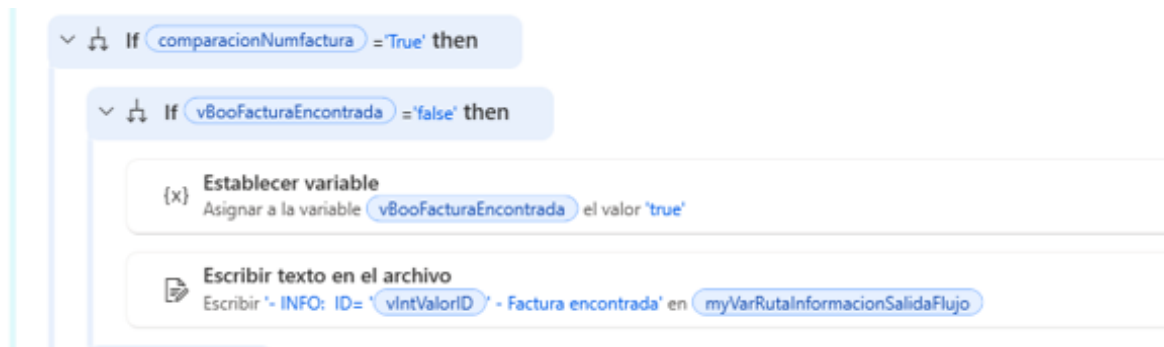 If comparacionNumfactura ='True' then
If vBooFacturaEncontrada ='false' then
{x} Establecer variable
Asignar a la variable vBooFacturaEncontrada el valor 'true'
Escribir texto en el archivo
Escribir '- INFO: ID= ' vIntValorID ' - Factura encontrada' en myVarRutaInformacionSalidaFlujo